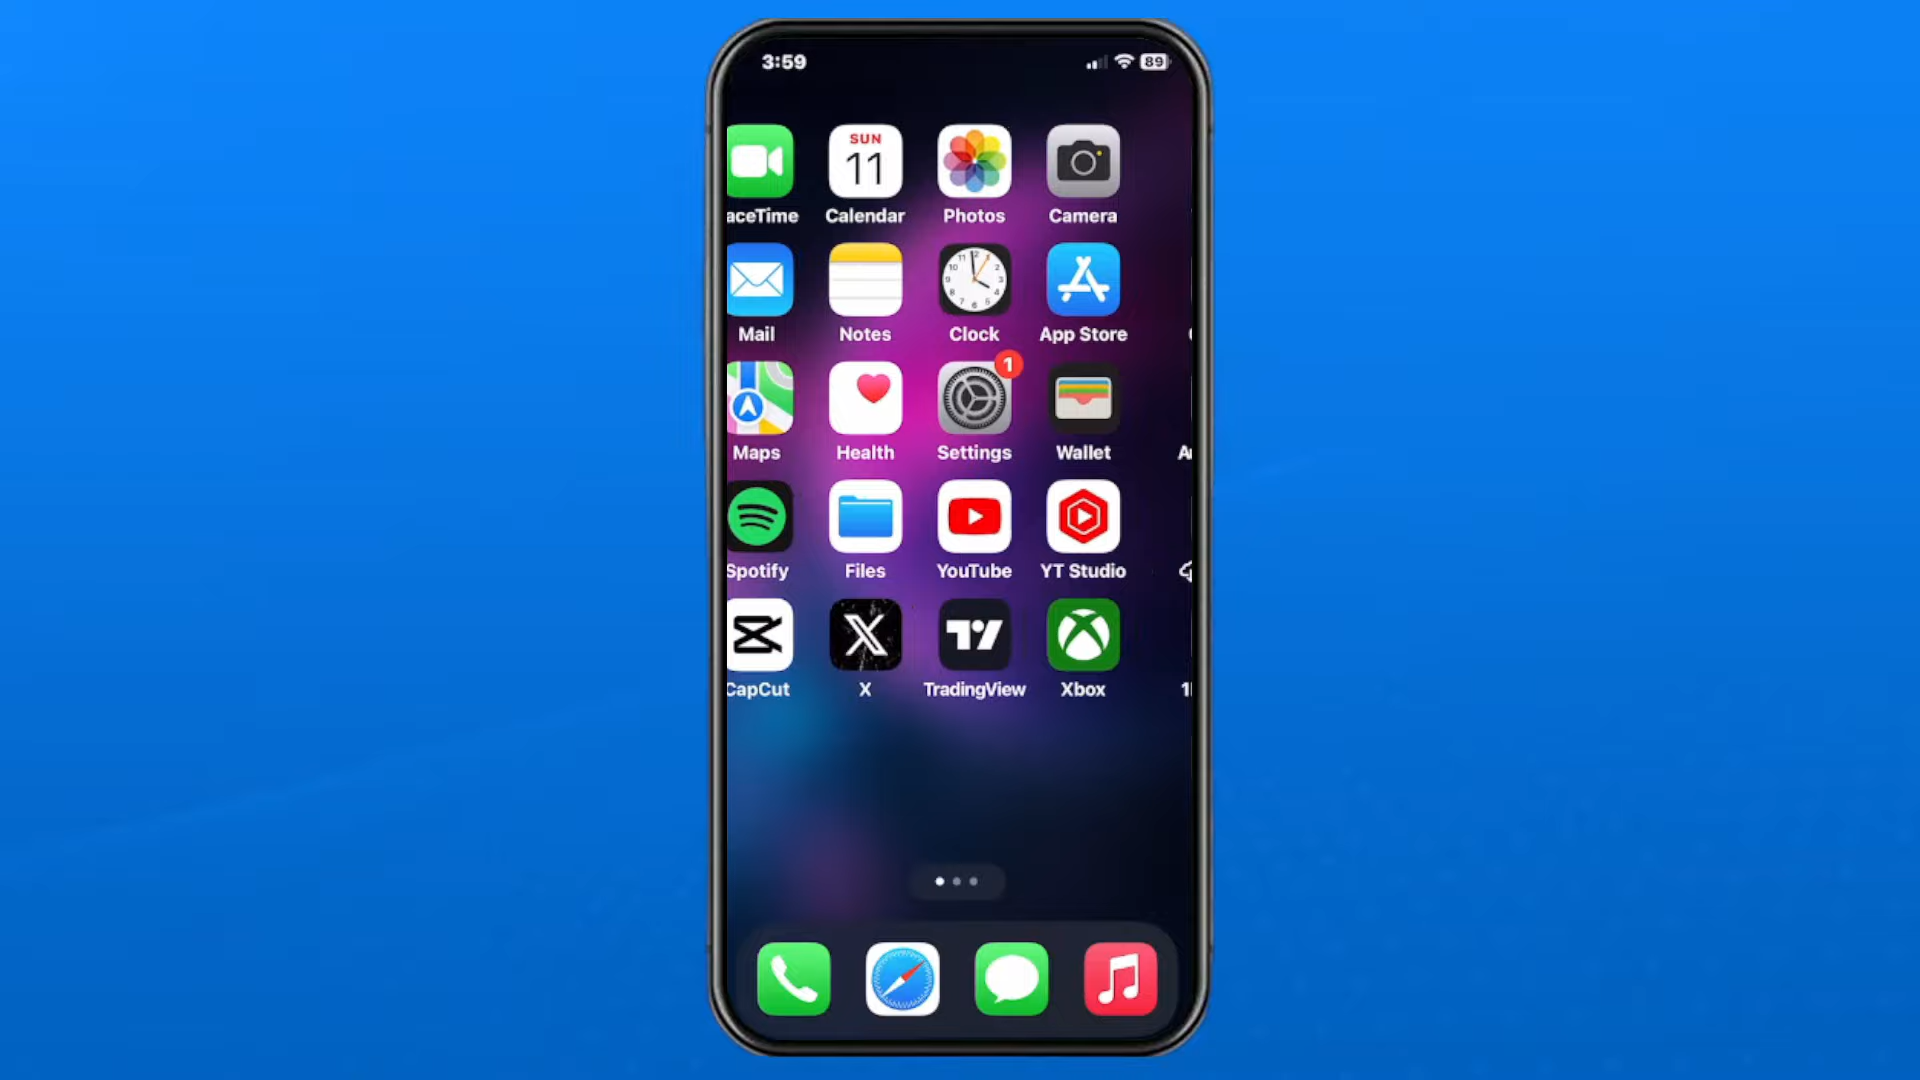 3:59
89
SUN
11
aceTime
Calendar
Photos
Camera
Mail
Notes
Clock
App Store
1
Maps
Health
Settings
Wallet
Spotify
Files
YouTube
YT Studio
CapCut
X
TradingView
Xbox